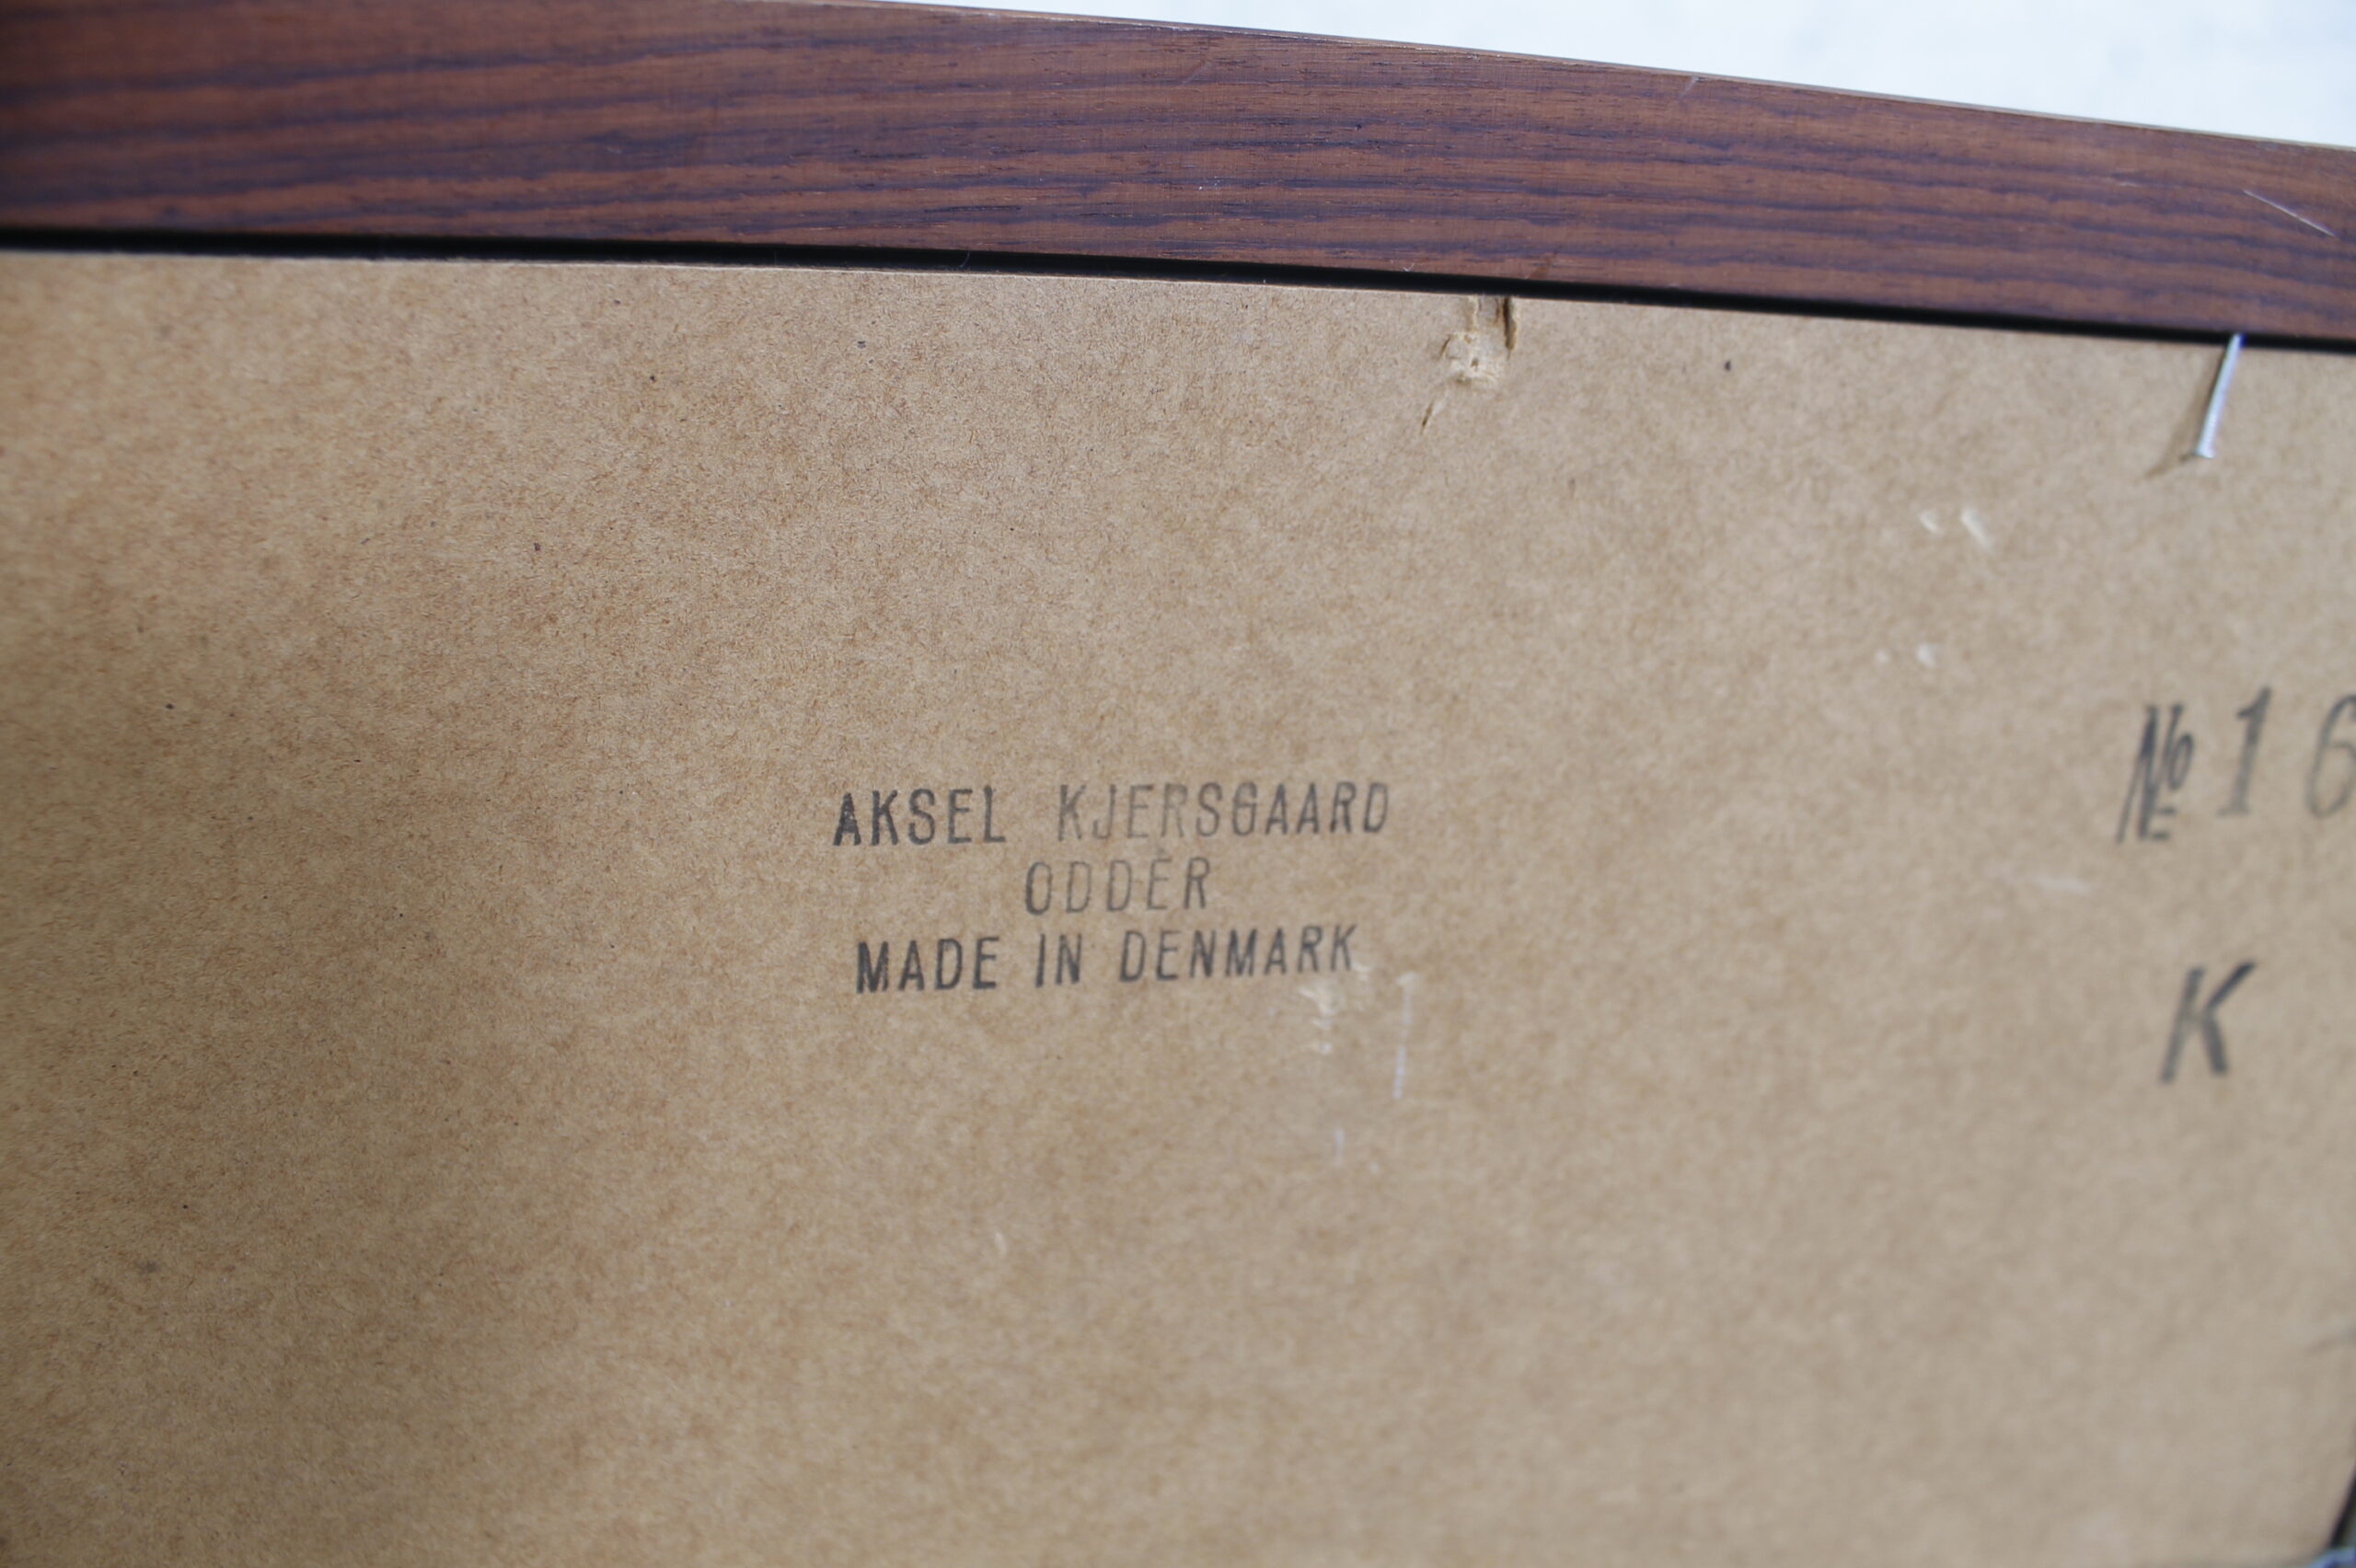 AKSEL KJERSGAARD
ODDER
MADE IN DENMARK
№ 16
K